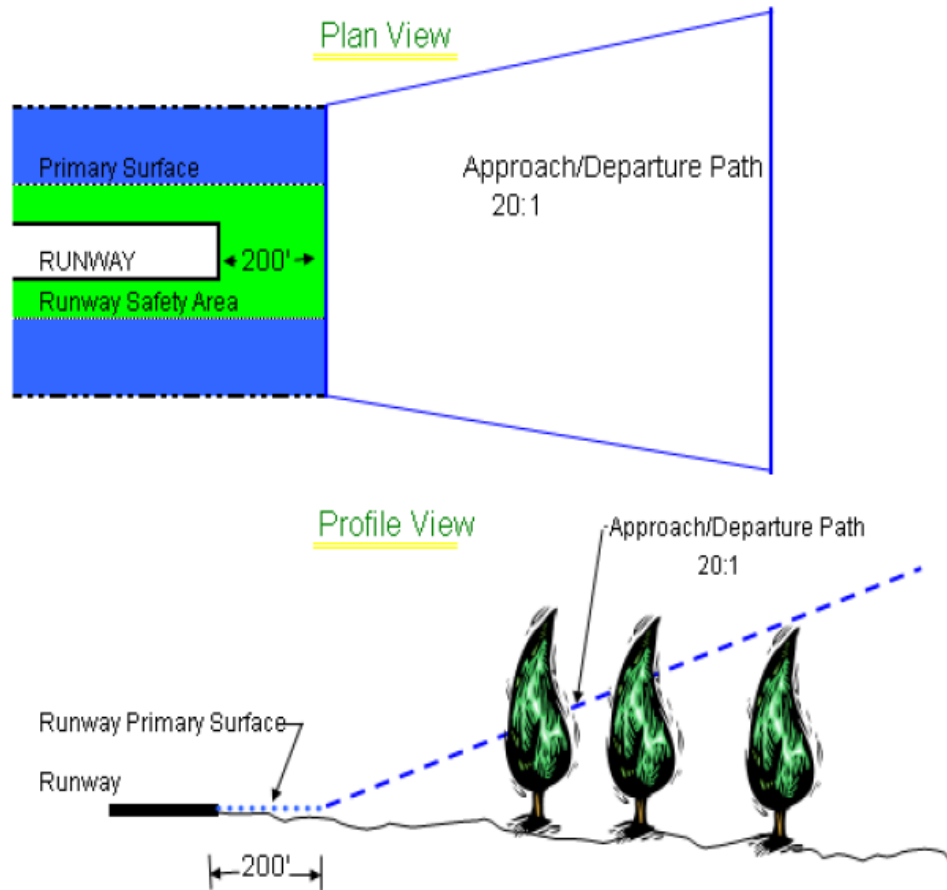 Plan View
Primary Surface
Approach/Departure Path
20:1
RUNWAY
200'
Runway Safety Area
Profile View
Approach/Departure Path
20:1
Runway Primary Surface
Runway
200'